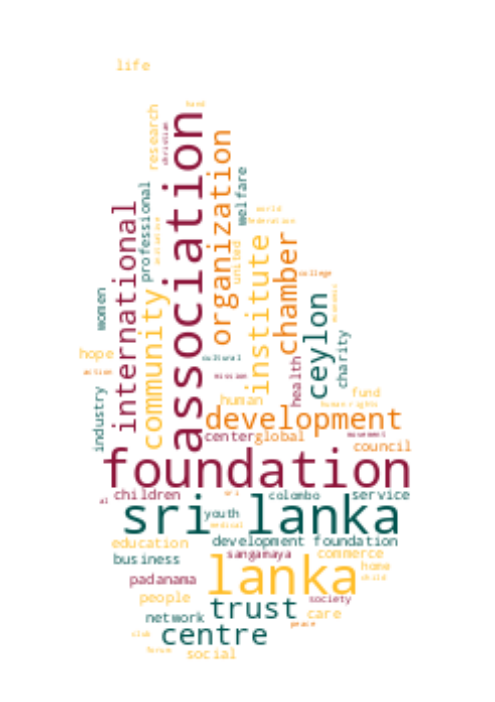 life
hand
research
christian
association
organization
welfare
professional
initiative
international
world
federation
united
institute
chamber
college
community
women
ceylon
economic
charity
hope
cultural
action
mission
health
human
fund
human rights
industry
development
center
global
movement
council
foundation
al
children
sri
colombo
service
sri lanka
youth
medical
education
development foundation
business
sangamaya
commerce
lanka
home
child
padanama
people
trust
society
care
network
peace
centre
club
forum
social